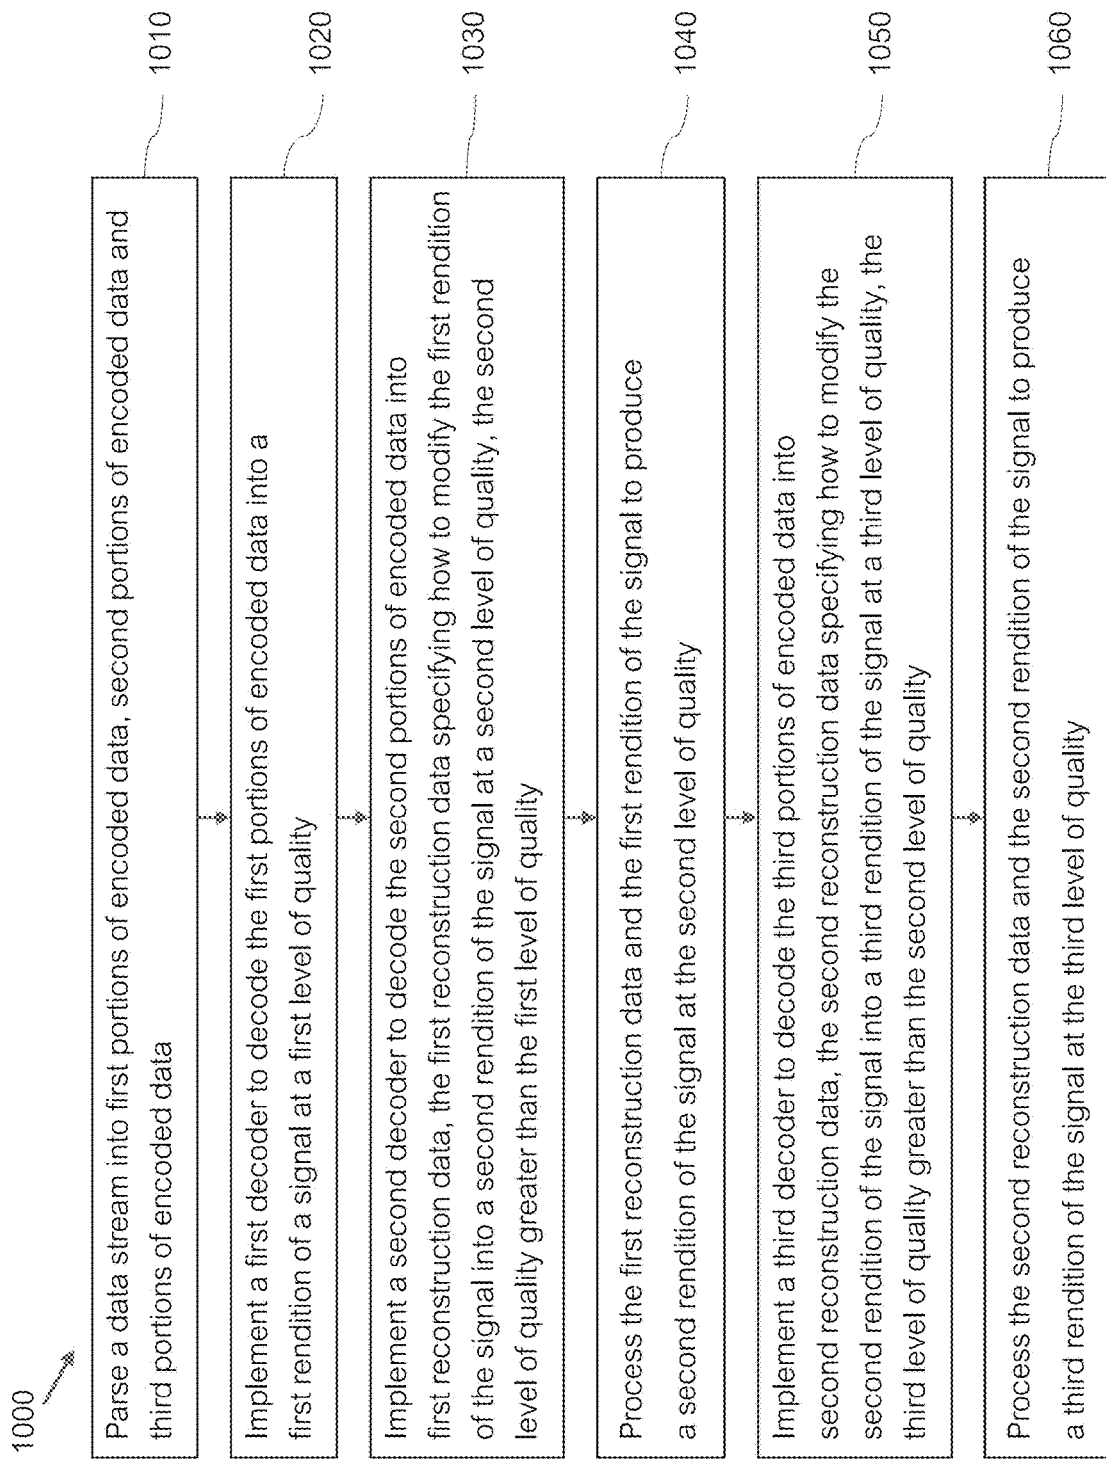 1000
Parse a data stream into first portions of encoded data, second portions of encoded data and
third portions of encoded data
1010
Implement a first decoder to decode the first portions of encoded data into a
first rendition of a signal at a first level of quality
1020
Implement a second decoder to decode the second portions of encoded data into
first reconstruction data, the first reconstruction data specifying how to modify the first rendition
of the signal into a second rendition of the signal at a second level of quality, the second
level of quality greater than the first level of quality
1030
Process the first reconstruction data and the first rendition of the signal to produce
a second rendition of the signal at the second level of quality
1040
Implement a third decoder to decode the third portions of encoded data into
second reconstruction data, the second reconstruction data specifying how to modify the
second rendition of the signal into a third rendition of the signal at a third level of quality, the
third level of quality greater than the second level of quality
1050
Process the second reconstruction data and the second rendition of the signal to produce
a third rendition of the signal at the third level of quality
1060